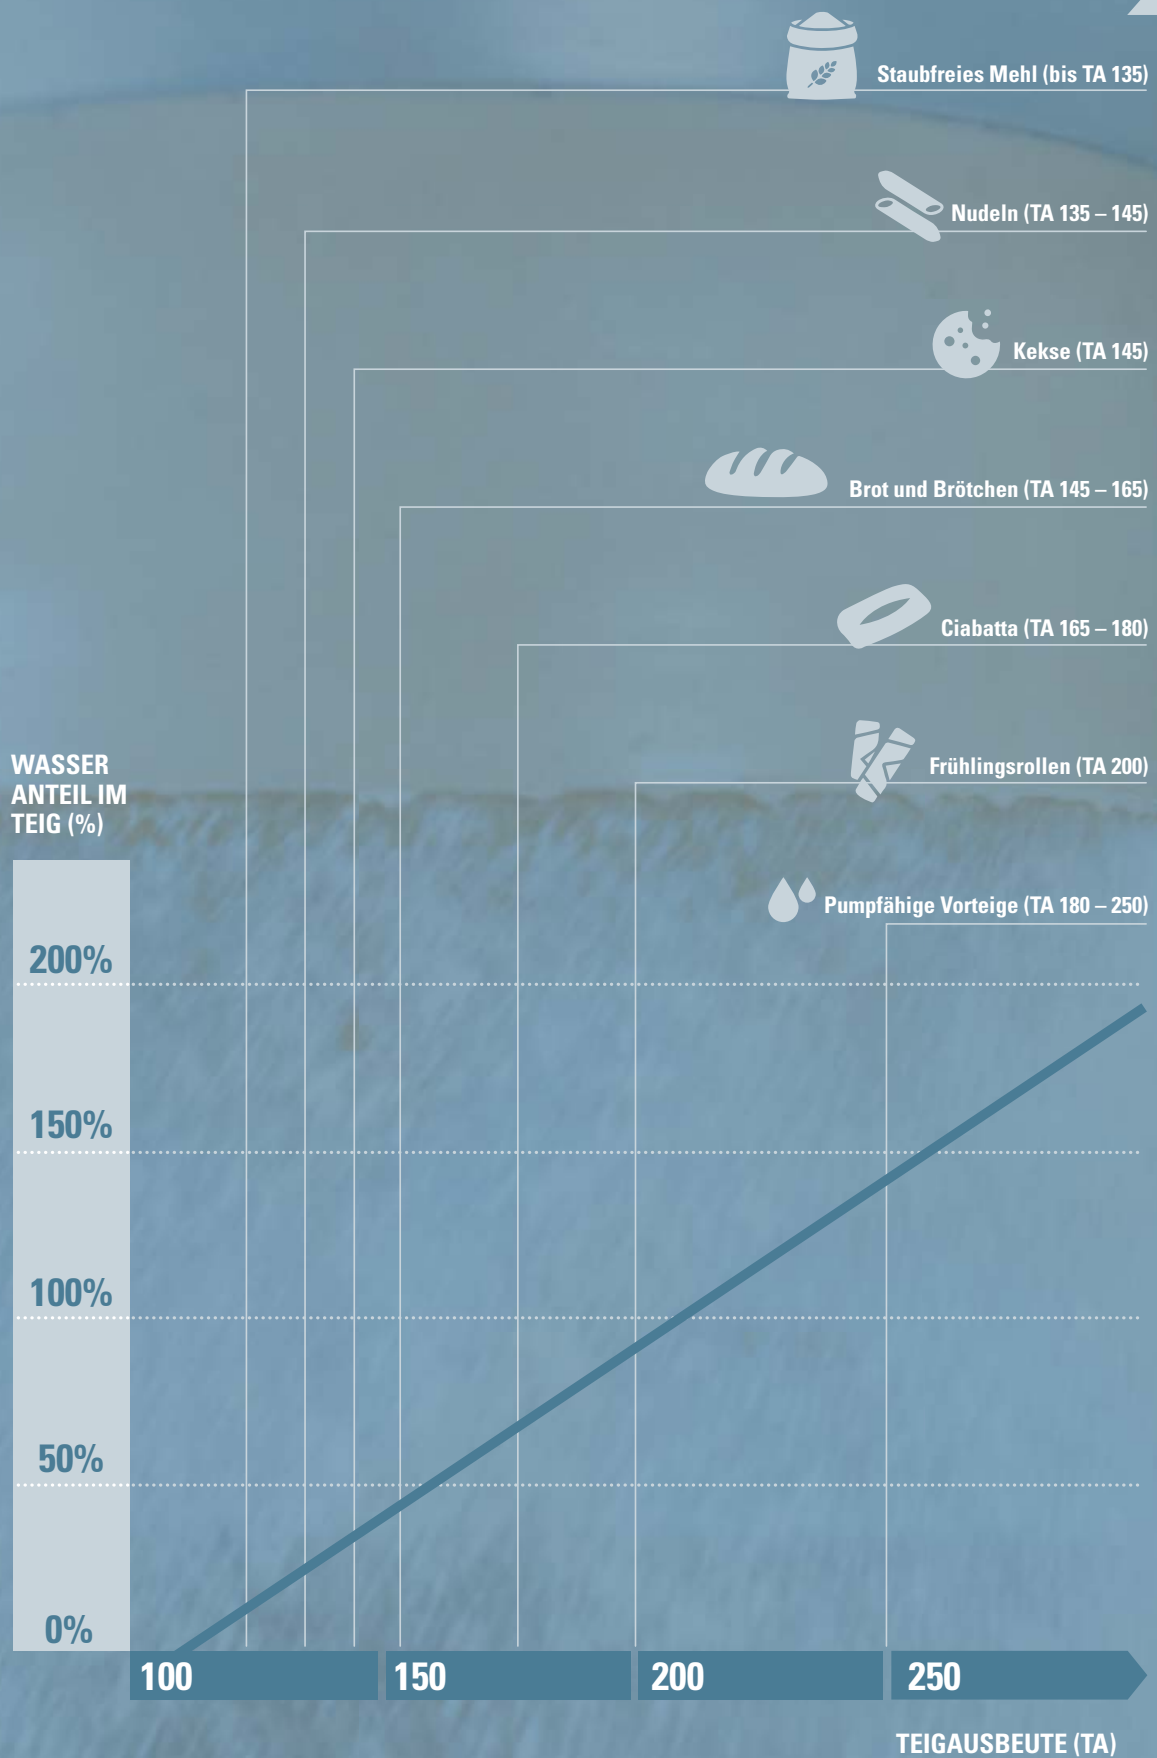 Staubfreies Mehl (bis TA 135)
Nudeln (TA 135 – 145)
Kekse (TA 145)
Brot und Brötchen (TA 145 – 165)
Ciabatta (TA 165 – 180)
Frühlingsrollen (TA 200)
Pumpfähige Vorteige (TA 180 – 250)
WASSER
ANTEIL IM
TEIG (%)
200%
150%
100%
50%
0%
100 150 200 250
TEIGAUSBEUTE (TA)